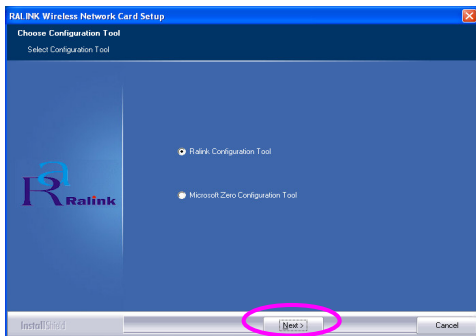 RALINK Wireless Network Card Setup
Choose Configuration Tool
Select Configuration Tool
Ralink Configuration Tool
Ralink
Microsoft Zero Configuration Tool
InstallShield
Next >
Cancel